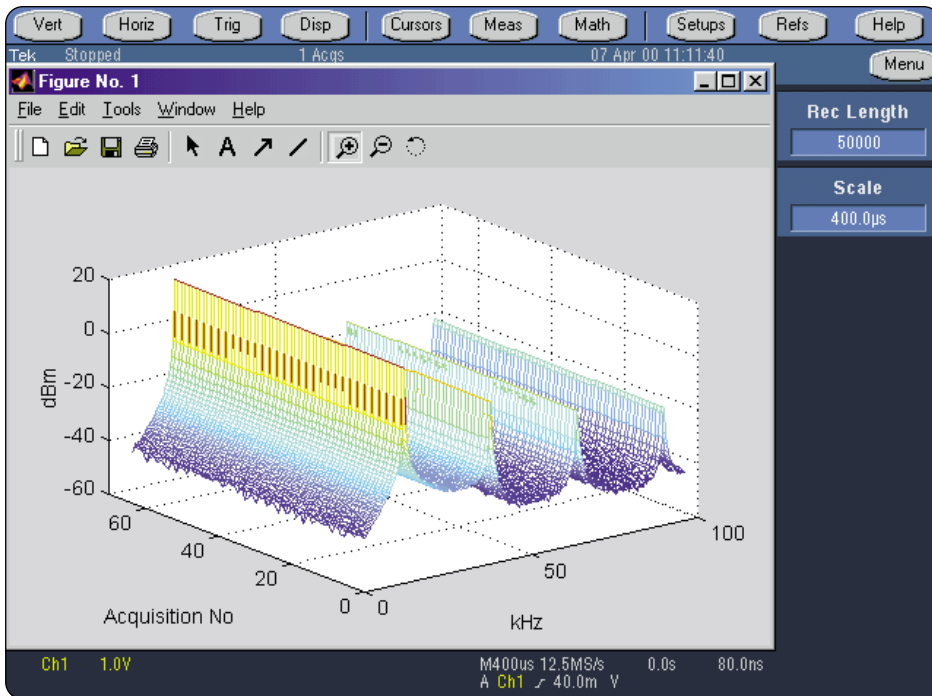 Vert Horiz Trig Disp Cursors Meas Math Setups Refs Help
Tek Stopped 1 Acqs 07 Apr 00 11:11:40
Menu
Figure No. 1
File Edit Tools Window Help
A
Rec Length
50000
Scale
400.0µs
20
0
-20
-40
-60
dBm
60
40
20
0
Acquisition No
0
50
100
kHz
Ch1 1.0V M400us 12.5MS/s 0.0s 80.0ns
A Ch1 40.0m V